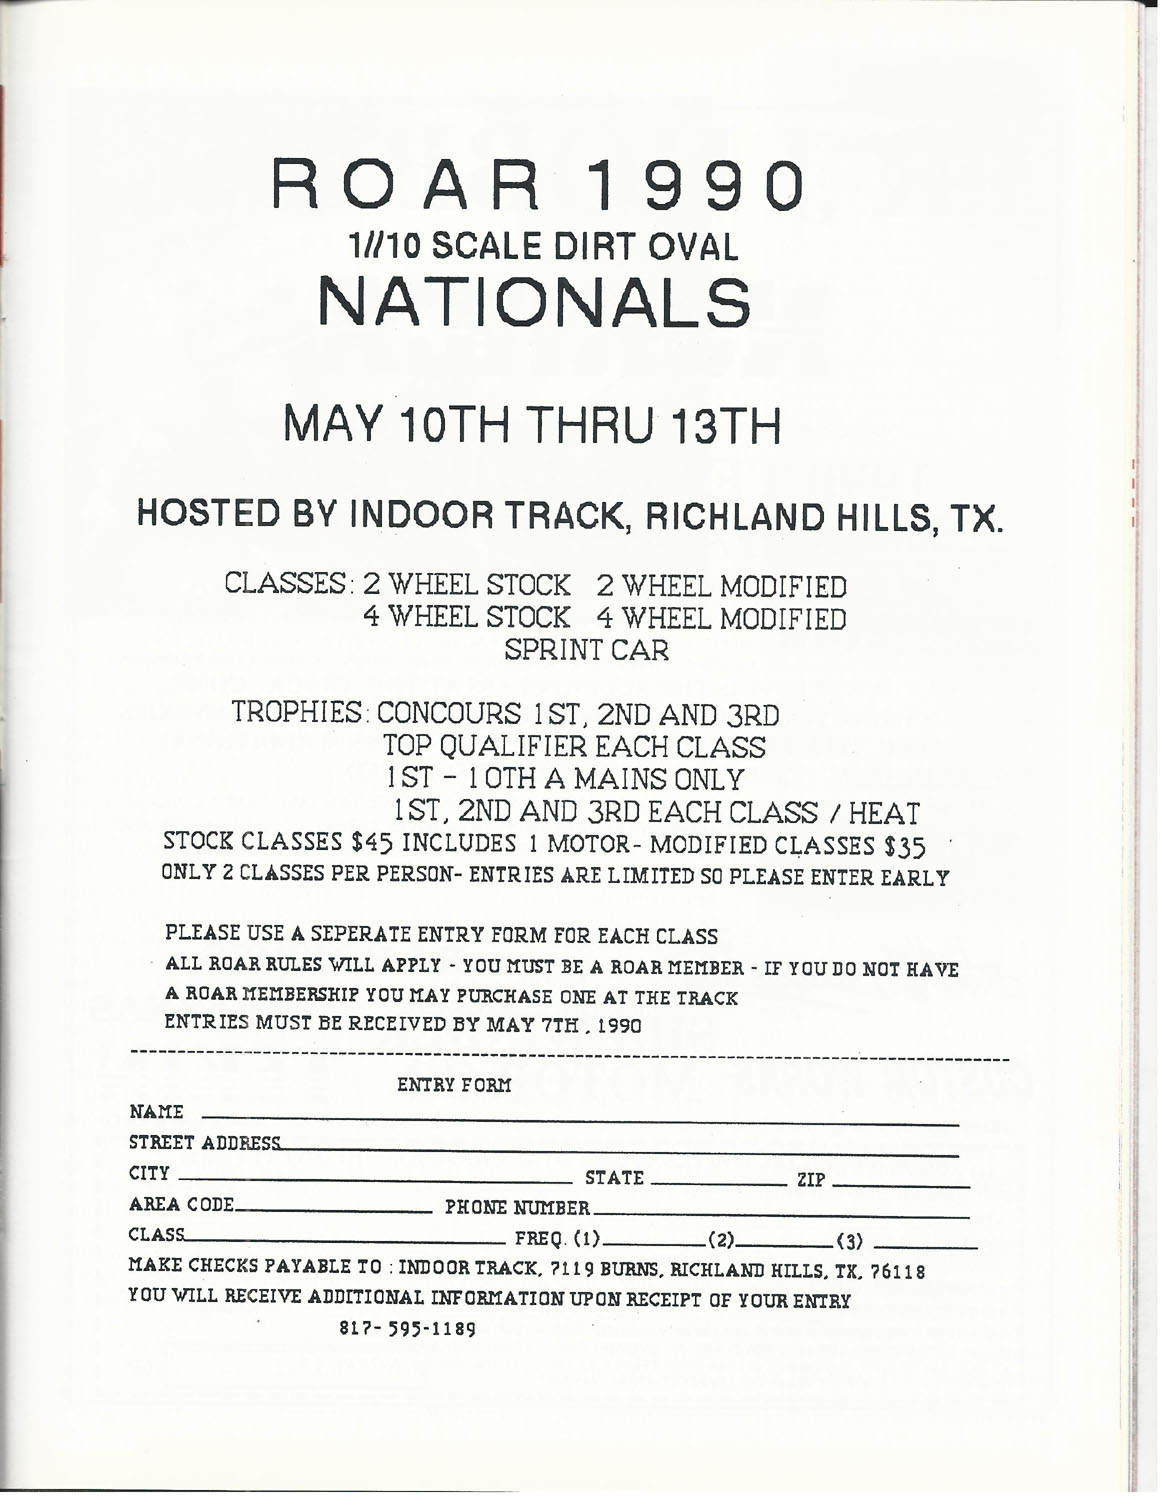 ROAR 1990
1//10 SCALE DIRT OVAL
NATIONALS
MAY 10TH THRU 13TH
HOSTED BY INDOOR TRACK, RICHLAND HILLS, TX.
CLASSES: 2 WHEEL STOCK 2 WHEEL MODIFIED
4 WHEEL STOCK 4 WHEEL MODIFIED
SPRINT CAR
TROPHIES: CONCOURS 1ST, 2ND AND 3RD
TOP QUALIFIER EACH CLASS
1ST - 10TH A MAINS ONLY
1ST, 2ND AND 3RD EACH CLASS / HEAT
STOCK CLASSES $45 INCLUDES 1 MOTOR- MODIFIED CLASSES $35
ONLY 2 CLASSES PER PERSON- ENTRIES ARE LIMITED SO PLEASE ENTER EARLY
PLEASE USE A SEPERATE ENTRY FORM FOR EACH CLASS
ALL ROAR RULES WILL APPLY - YOU MUST BE A ROAR MEMBER - IF YOU DO NOT HAVE
A ROAR MEMBERSHIP YOU MAY PURCHASE ONE AT THE TRACK
ENTRIES MUST BE RECEIVED BY MAY 7TH , 1990
ENTRY FORM
NAME
STREET ADDRESS
CITY STATE ZIP
AREA CODE PHONE NUMBER
CLASS FREQ. (1) (2) (3)
MAKE CHECKS PAYABLE TO : INDOOR TRACK, 7119 BURNS, RICHLAND HILLS, TX, 76118
YOU WILL RECEIVE ADDITIONAL INFORMATION UPON RECEIPT OF YOUR ENTRY
817- 595-1189